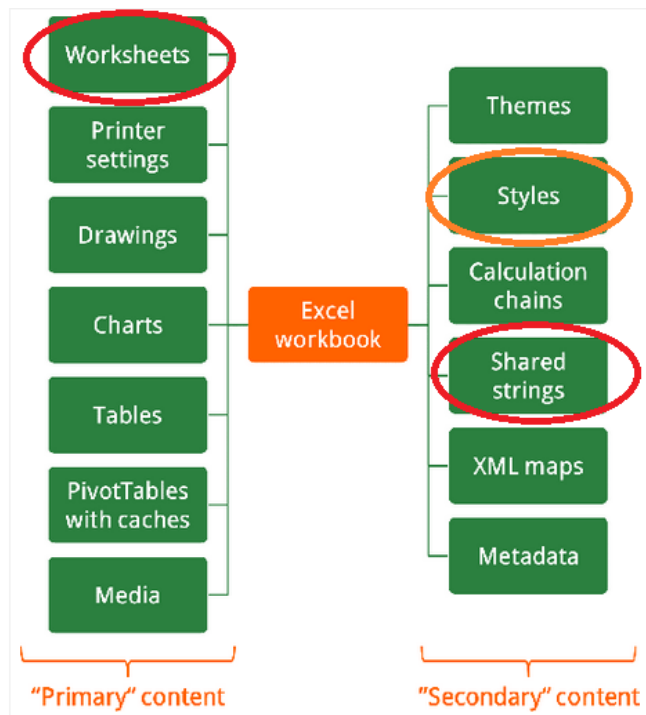 Worksheets
Printer
settings
Drawings
Charts
Tables
PivotTables
with caches
Media
Excel
workbook
Themes
Styles
Calculation
chains
Shared
strings
XML maps
Metadata
“Primary“ content
”Secondary“ content